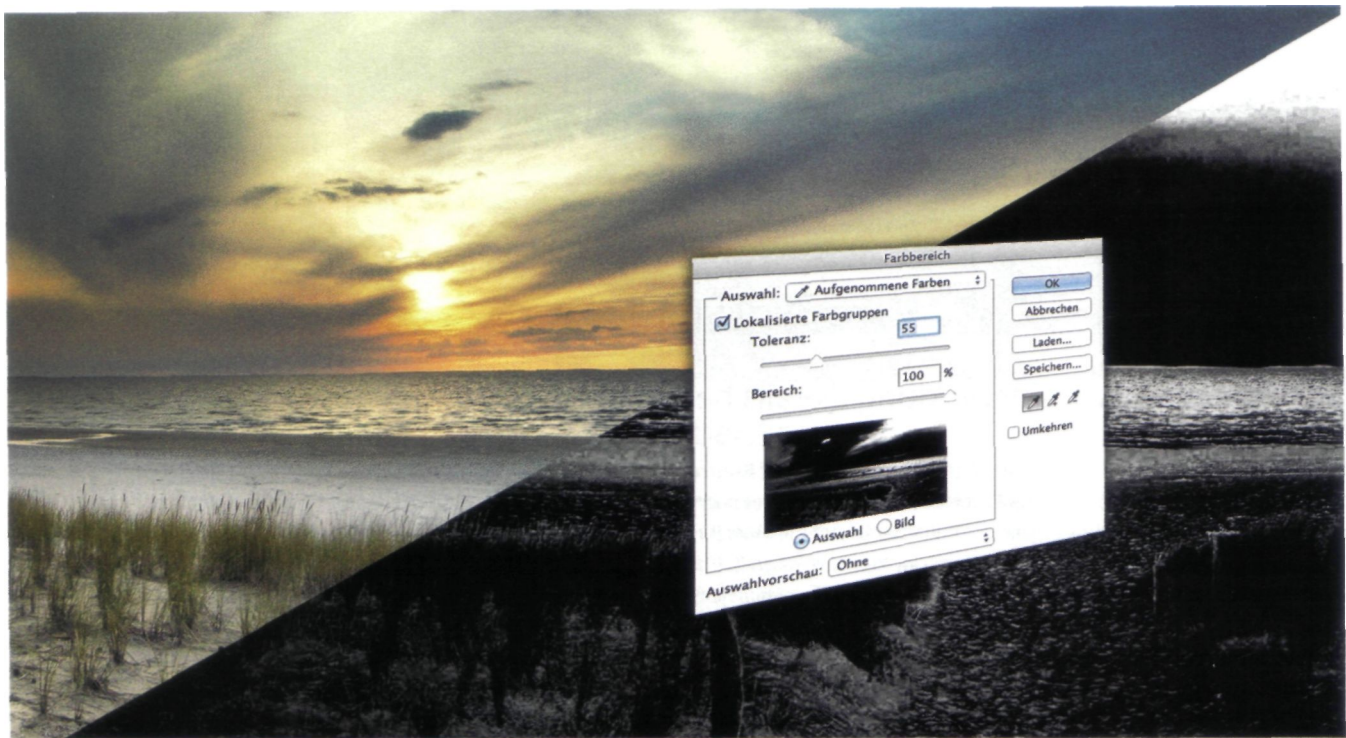 Farbbereich
Auswahl: Aufgenommene Farben
Lokalisierte Farbgruppen
Toleranz: 55
Bereich: 100 %
Auswahl Bild
Auswahlvorschau: Ohne
OK
Abbrechen
Laden...
Speichern...
Umkehren